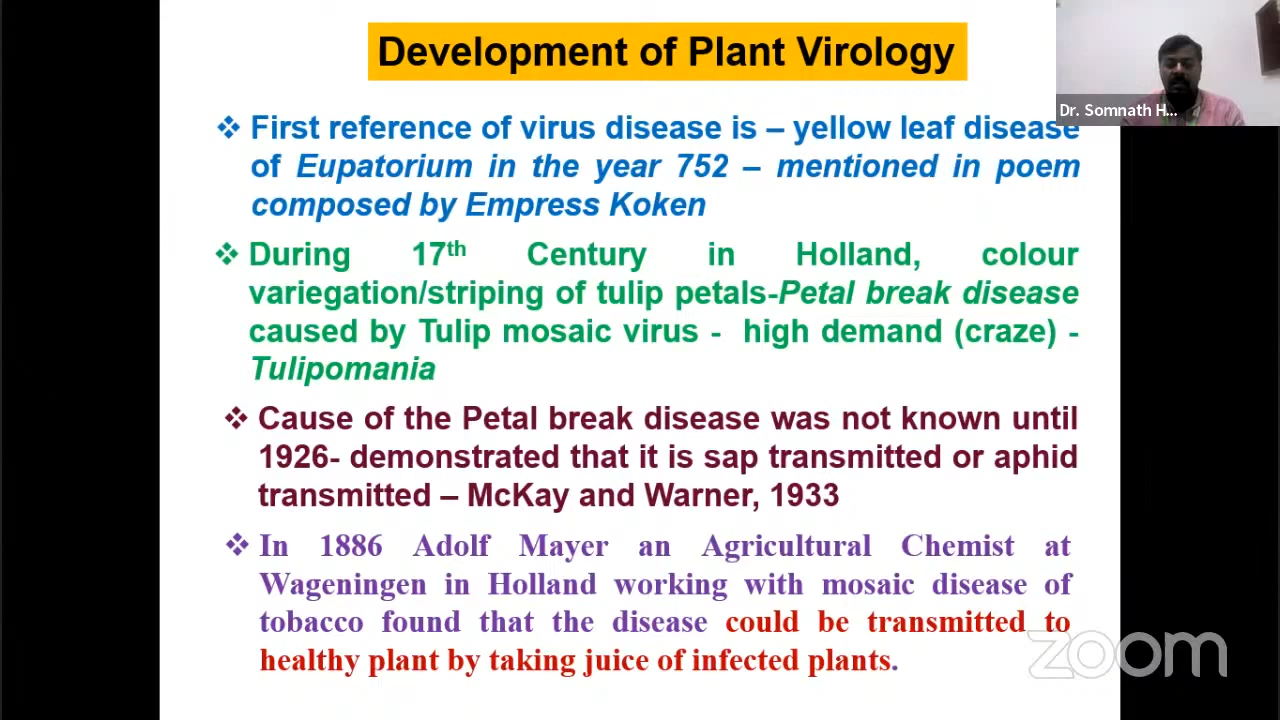 Development of Plant Virology
Dr. Somnath H...
❖ First reference of virus disease is – yellow leaf disease
of Eupatorium in the year 752 – mentioned in poem
composed by Empress Koken
❖ During 17th Century in Holland, colour
variegation/striping of tulip petals-Petal break disease
caused by Tulip mosaic virus - high demand (craze) -
Tulipomania
❖ Cause of the Petal break disease was not known until
1926- demonstrated that it is sap transmitted or aphid
transmitted – McKay and Warner, 1933
❖ In 1886 Adolf Mayer an Agricultural Chemist at
Wageningen in Holland working with mosaic disease of
tobacco found that the disease could be transmitted to
healthy plant by taking juice of infected plants.
zoom